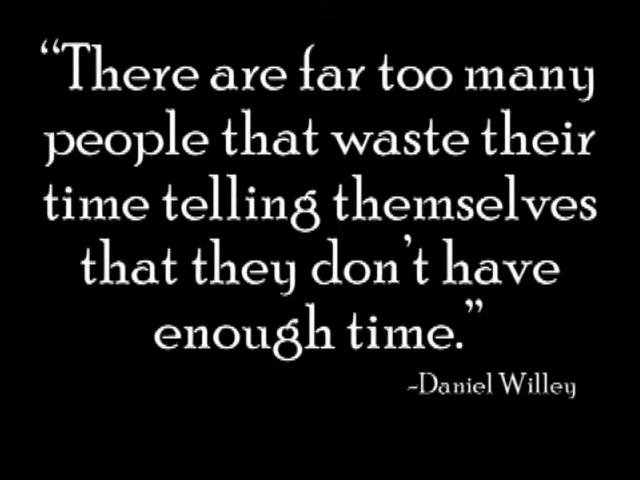 “There are far too many
people that waste their
time telling themselves
that they don’t have
enough time.”
-Daniel Willey